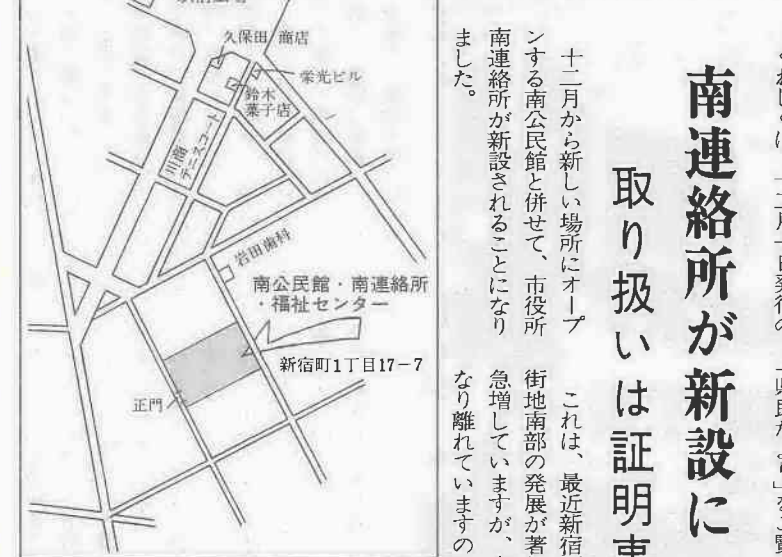 南連絡所が新設に
取り扱いは証明
十二月から新しい場所にオープ
ンする南公民館と併せて、市役所
南連絡所が新設されることになり
ました。
これは、最近新宿
街地南部の発展が著
急増していますが、
なり離れていますの
久保田 商店
栄光ビル
鈴木
菓子店
川商
テニスコート
岩田歯科
南公民館・南連絡所
・福祉センター
新宿町1丁目17−7
正門